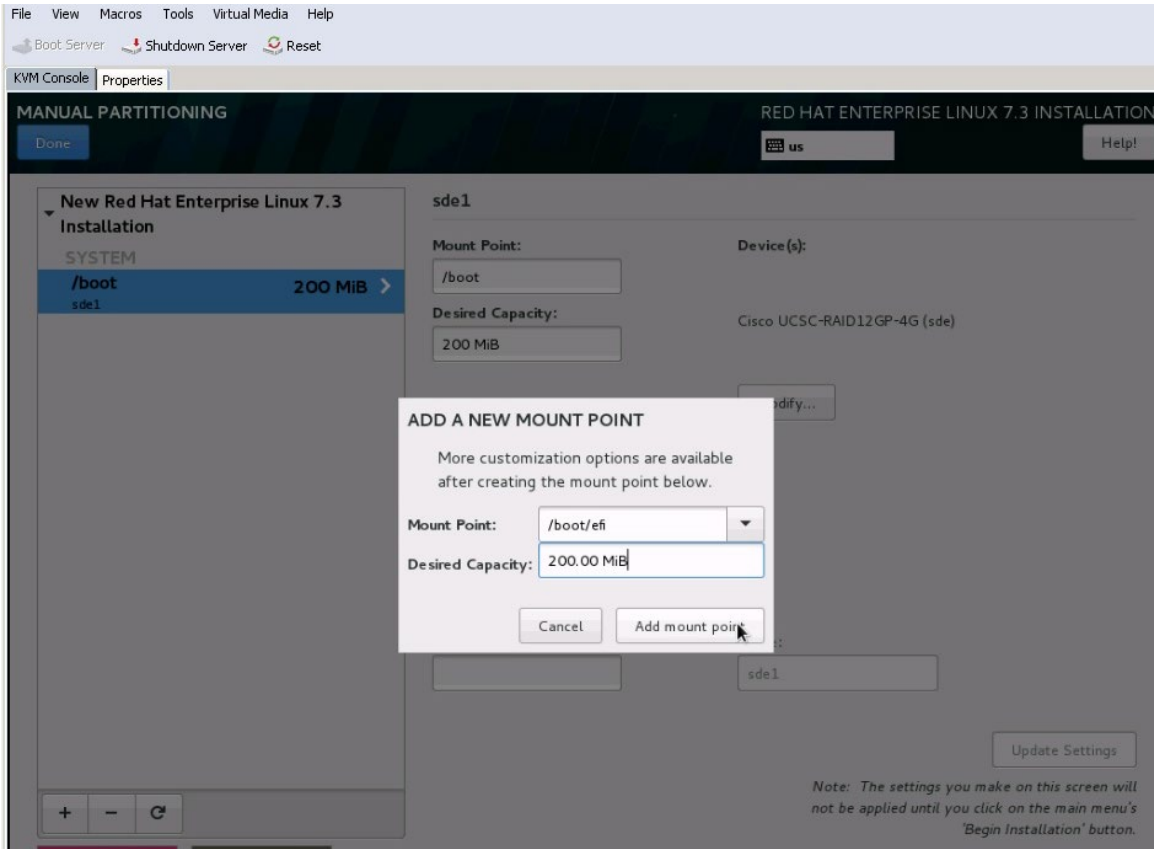 File View Macros Tools Virtual Media Help
Boot Server Shutdown Server Reset
KVM Console Properties
MANUAL PARTITIONING
RED HAT ENTERPRISE LINUX 7.3 INSTALLATION
Done
us
Help!
New Red Hat Enterprise Linux 7.3
Installation
SYSTEM
/boot
200 MiB
sde1
sde1
Mount Point:
/boot
Desired Capacity:
200 MiB
Device(s):
Cisco UCSC-RAID12GP-4G (sde)
ADD A NEW MOUNT POINT
More customization options are available
after creating the mount point below.
Mount Point:
/boot/efi
Desired Capacity:
200.00 MiB
Cancel
Add mount point
sde1
Update Settings
Note: The settings you make on this screen will
not be applied until you click on the main menu's
'Begin Installation' button.